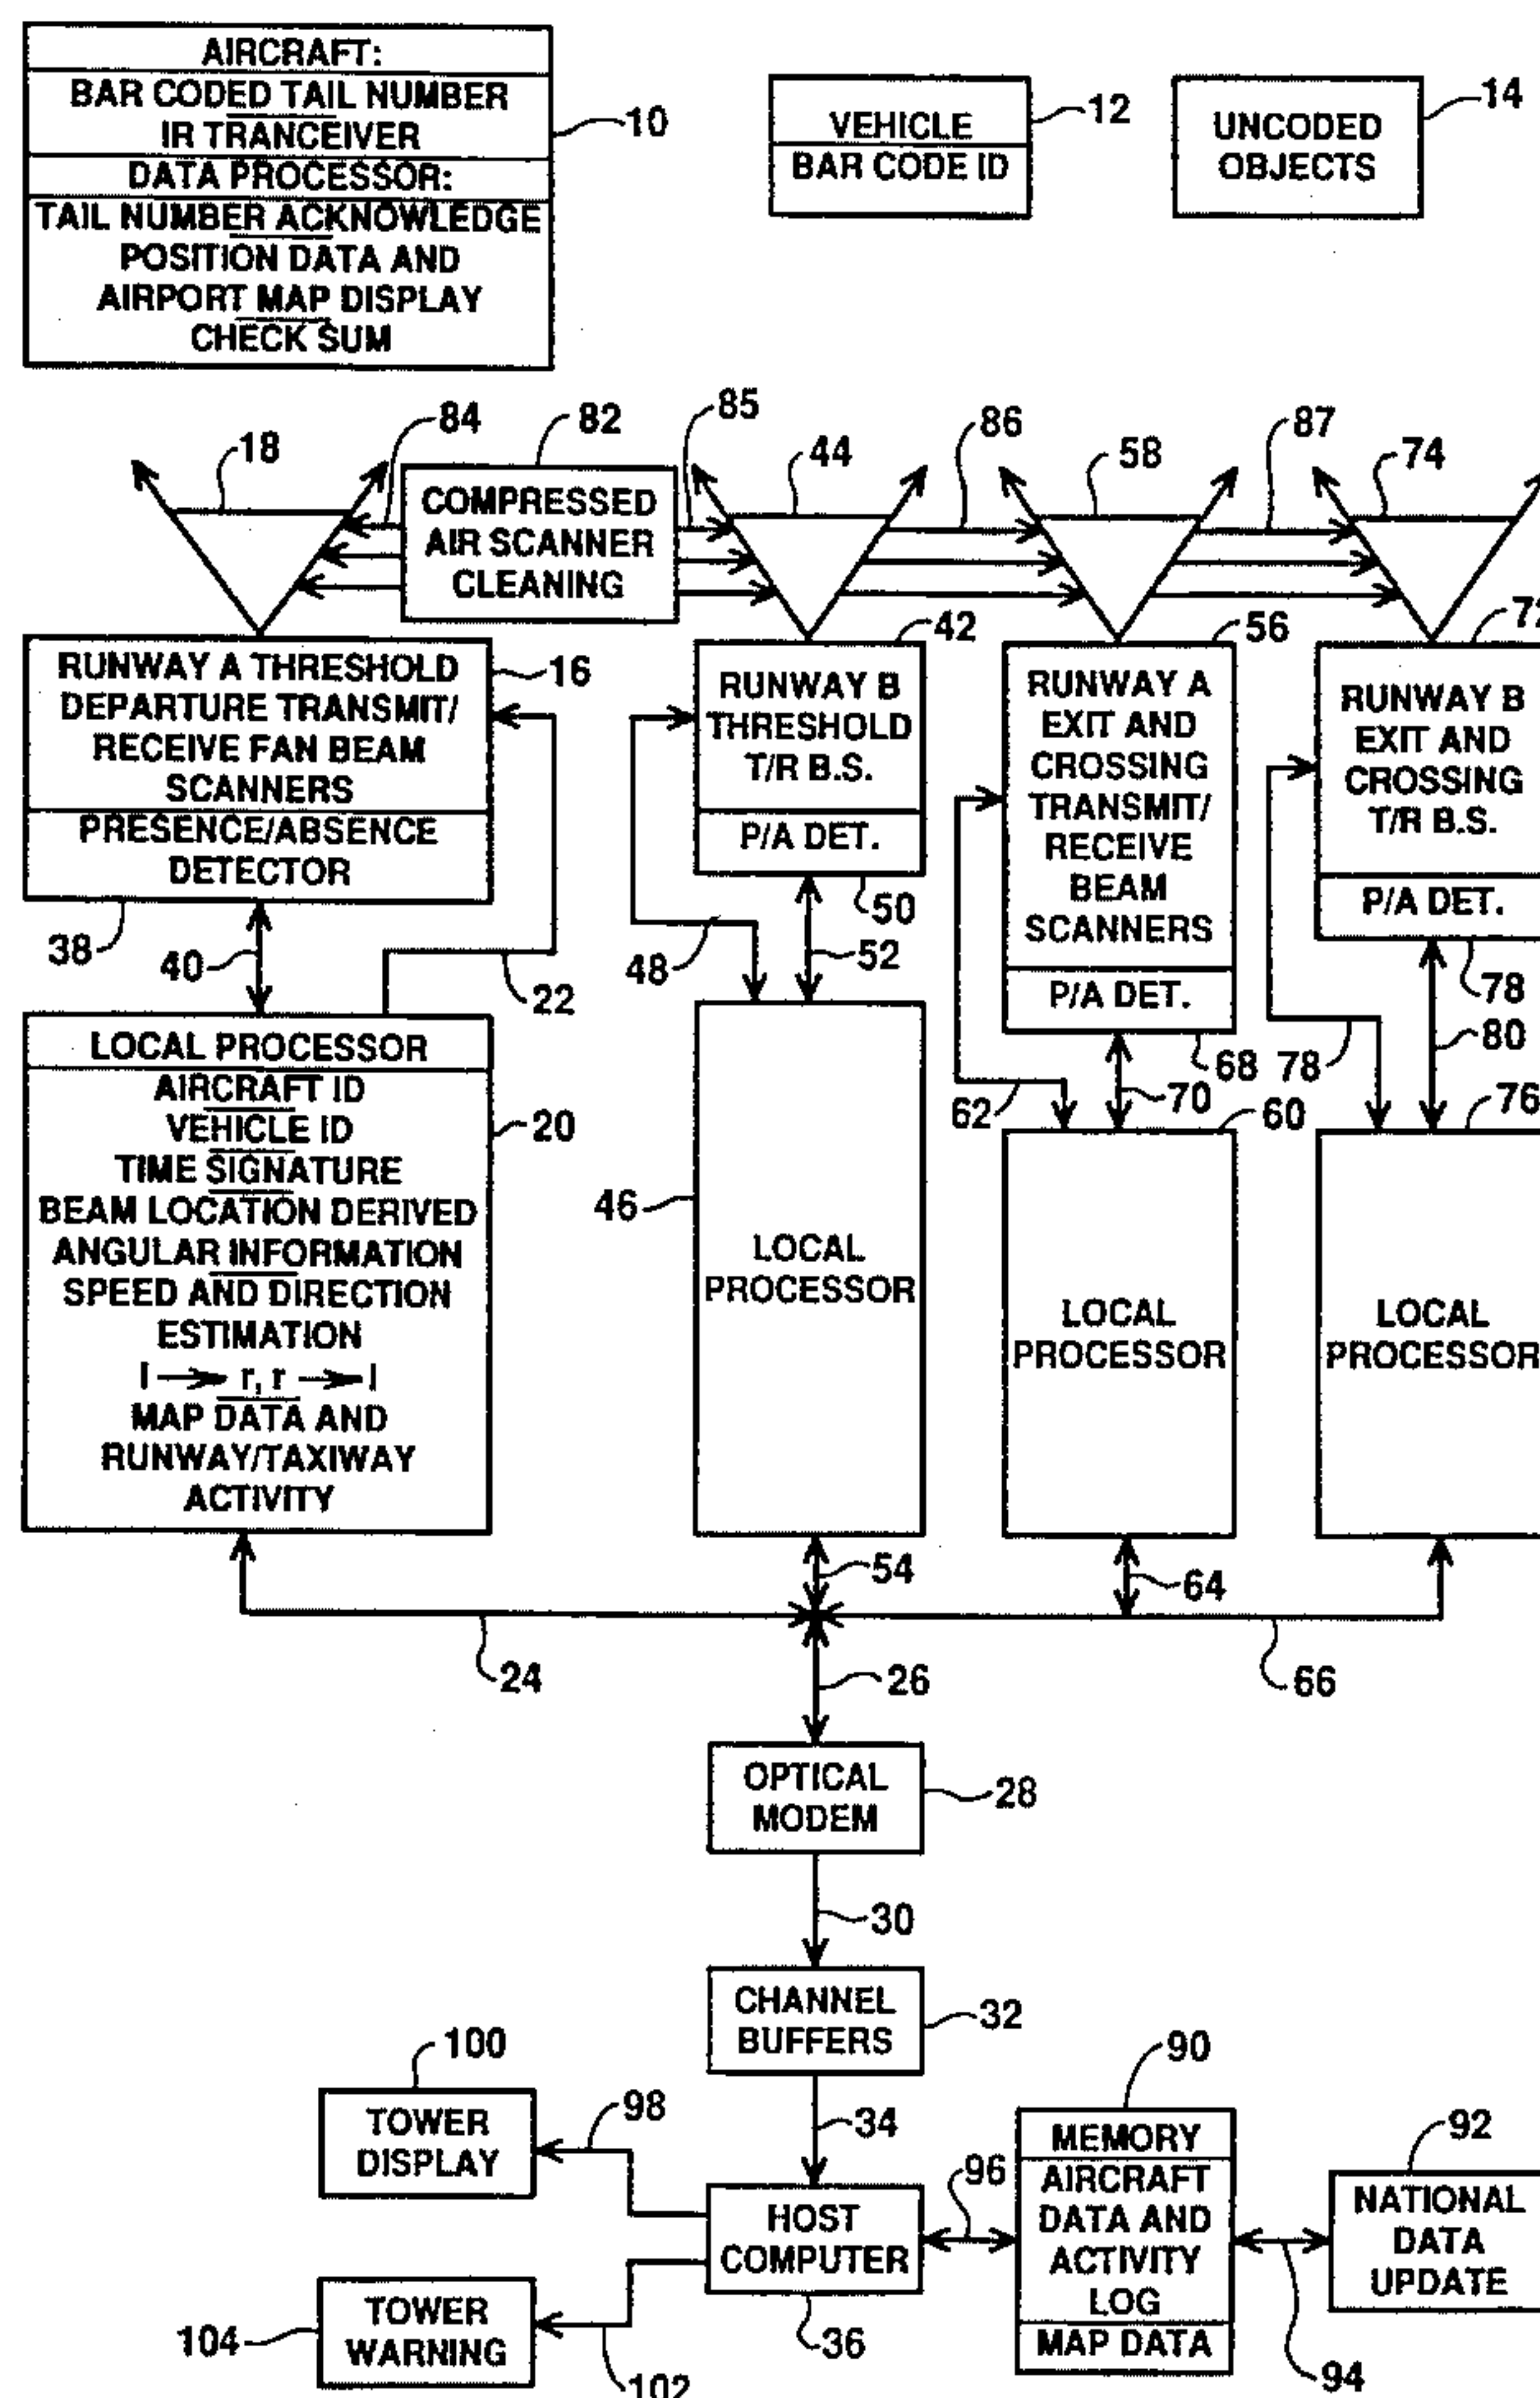 AIRCRAFT:
BAR CODED TAIL NUMBER
IR TRANCEIVER
DATA PROCESSOR:
TAIL NUMBER ACKNOWLEDGE
POSITION DATA AND
AIRPORT MAP DISPLAY
CHECK SUM
10
VEHICLE
BAR CODE ID
12
UNCODED
OBJECTS
14
18
84
82
85
44
86
58
87
74
COMPRESSED
AIR SCANNER
CLEANING
RUNWAY A THRESHOLD
DEPARTURE TRANSMIT/
RECEIVE FAN BEAM
SCANNERS
PRESENCE/ABSENCE
DETECTOR
16
38
40
22
RUNWAY B
THRESHOLD
T/R B.S.
P/A DET.
42
50
48
52
RUNWAY A
EXIT AND
CROSSING
TRANSMIT/
RECEIVE
BEAM
SCANNERS
P/A DET.
56
68
62
70
RUNWAY B
EXIT AND
CROSSING
T/R B.S.
P/A DET.
78
78
80
LOCAL PROCESSOR
AIRCRAFT ID
VEHICLE ID
TIME SIGNATURE
BEAM LOCATION DERIVED
ANGULAR INFORMATION
SPEED AND DIRECTION
ESTIMATION
l → r, r → l
MAP DATA AND
RUNWAY/TAXIWAY
ACTIVITY
20
46
LOCAL
PROCESSOR
60
LOCAL
PROCESSOR
76
LOCAL
PROCESSOR
54
64
24
26
66
OPTICAL
MODEM
28
30
CHANNEL
BUFFERS
32
34
100
TOWER
DISPLAY
98
HOST
COMPUTER
36
96
90
MEMORY
AIRCRAFT
DATA AND
ACTIVITY
LOG
MAP DATA
92
NATIONAL
DATA
UPDATE
94
104
TOWER
WARNING
102